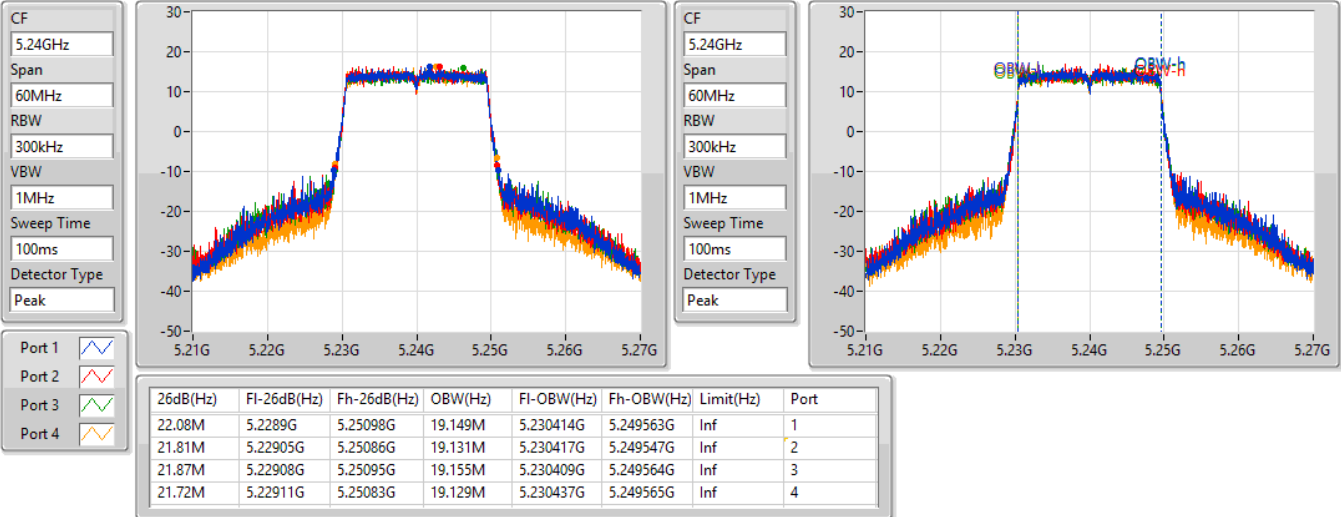 CF
5.24GHz
Span
60MHz
RBW
300kHz
VBW
1MHz
Sweep Time
100ms
Detector Type
Peak
30
20
10
0
-10
-20
-30
-40
-50
5.21G 5.22G 5.23G 5.24G 5.25G 5.26G 5.27G
CF
5.24GHz
Span
60MHz
RBW
300kHz
VBW
1MHz
Sweep Time
100ms
Detector Type
Peak
30
20
10
0
-10
-20
-30
-40
-50
OBW-h
5.21G 5.22G 5.23G 5.24G 5.25G 5.26G 5.27G
Port 1
Port 2
Port 3
Port 4
26dB(Hz) Fl-26dB(Hz) Fh-26dB(Hz) OBW(Hz) Fl-OBW(Hz) Fh-OBW(Hz) Limit(Hz) Port
22.08M 5.2289G 5.25098G 19.149M 5.230414G 5.249563G Inf 1
21.81M 5.22905G 5.25086G 19.131M 5.230417G 5.249547G Inf 2
21.87M 5.22908G 5.25095G 19.155M 5.230409G 5.249564G Inf 3
21.72M 5.22911G 5.25083G 19.129M 5.230437G 5.249565G Inf 4